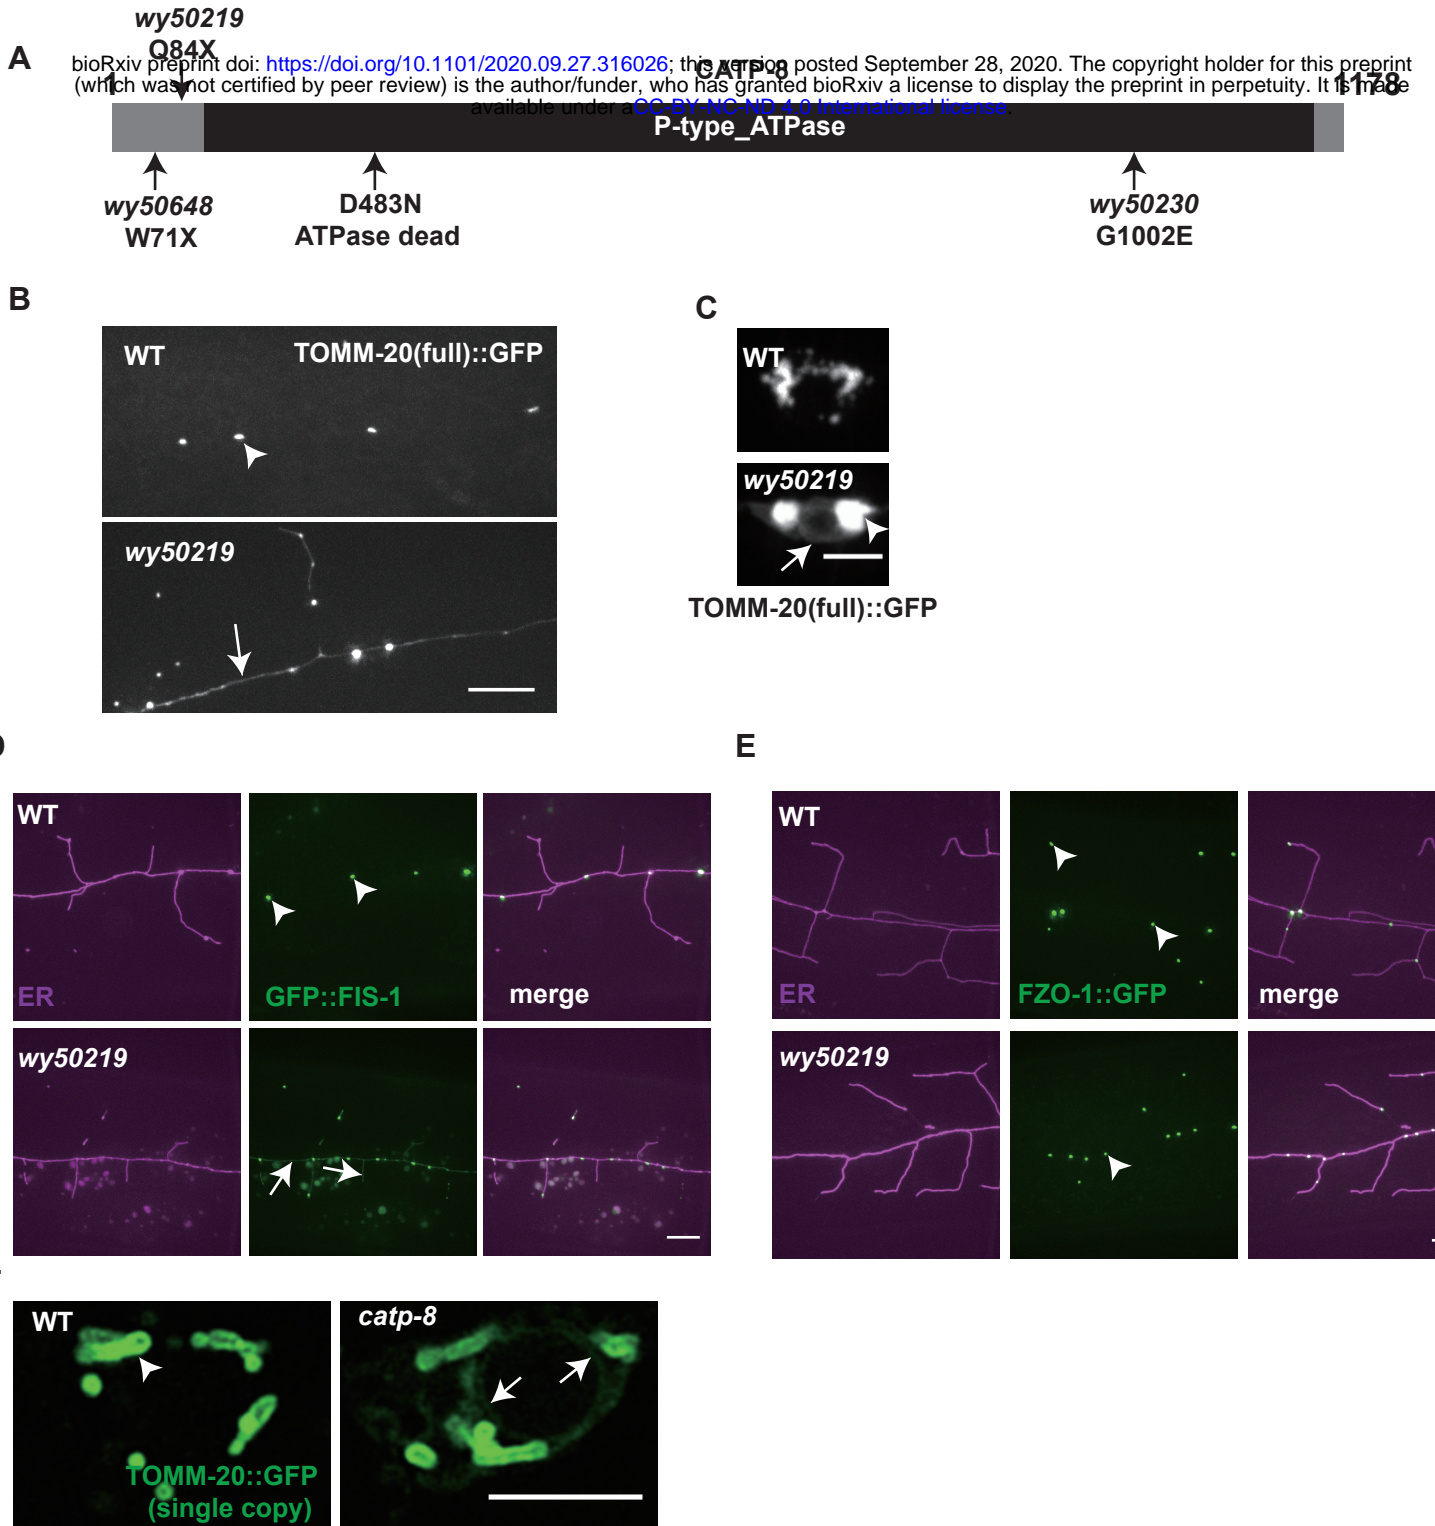 wy50219
Q84X
A
bioRxiv preprint doi: https://doi.org/10.1101/2020.09.27.316026; this version posted September 28, 2020. The copyright holder for this preprint
CATP-8
(which was not certified by peer review) is the author/funder, who has granted bioRxiv a license to display the preprint in perpetuity. It is made
1
1178
available under aCC-BY-NC-ND 4.0 International license.
P-type_ATPase
wy50648
W71X
D483N
ATPase dead
wy50230
G1002E
B
WT
TOMM-20(full)::GFP
wy50219
C
WT
wy50219
TOMM-20(full)::GFP
WT
ER
GFP::FIS-1
merge
wy50219
E
WT
ER
FZO-1::GFP
merge
wy50219
WT
TOMM-20::GFP
(single copy)
catp-8